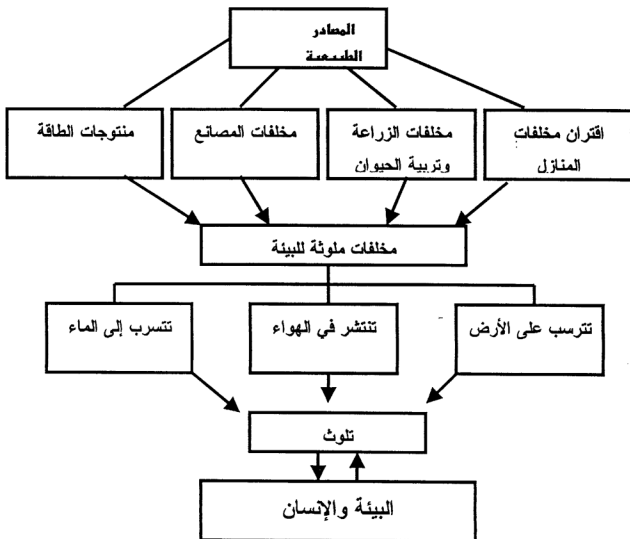 المصادر
الطبيعية
اقتران مخلفات
المنازل
مخلفات الزراعة
وتربية الحيوان
مخلفات المصانع
منتوجات الطاقة
مخلفات ملوثة للبيئة
تترسب على الأرض
تنتشر في الهواء
تتسرب إلى الماء
تلوث
البيئة والإنسان